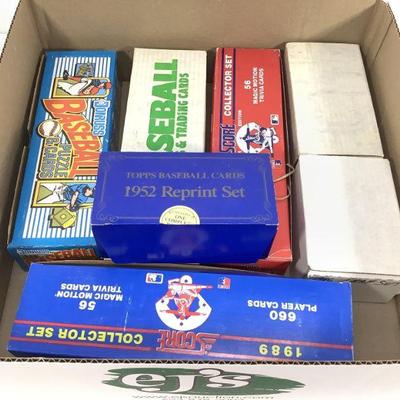 DONRUSS
BASEBALL
PUZZLE
& CARDS
BASEBALL
& TRADING CARDS
COLLECTOR SET
56
MAGIC MOTION
TRIVIA CARDS
SCORE
TOPPS BASEBALL CARDS
1952 Reprint Set
1989
COLLECTOR SET
SCORE
660
PLAYER CARDS
56
MAGIC MOTION
TRIVIA CARDS
ej's